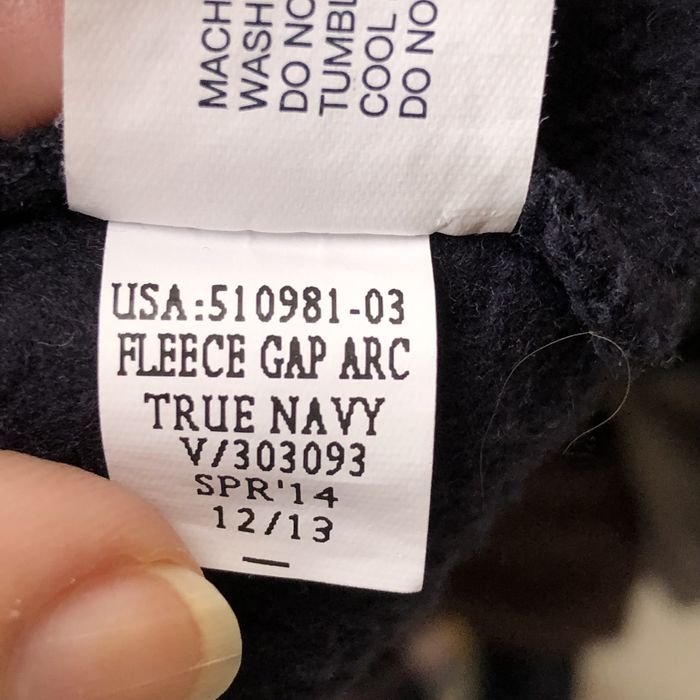 MACH
WASH
DO NO
TUMBL
COOL
DO NO
USA:510981-03
FLEECE GAP ARC
TRUE NAVY
V/303093
SPR'14
12/13